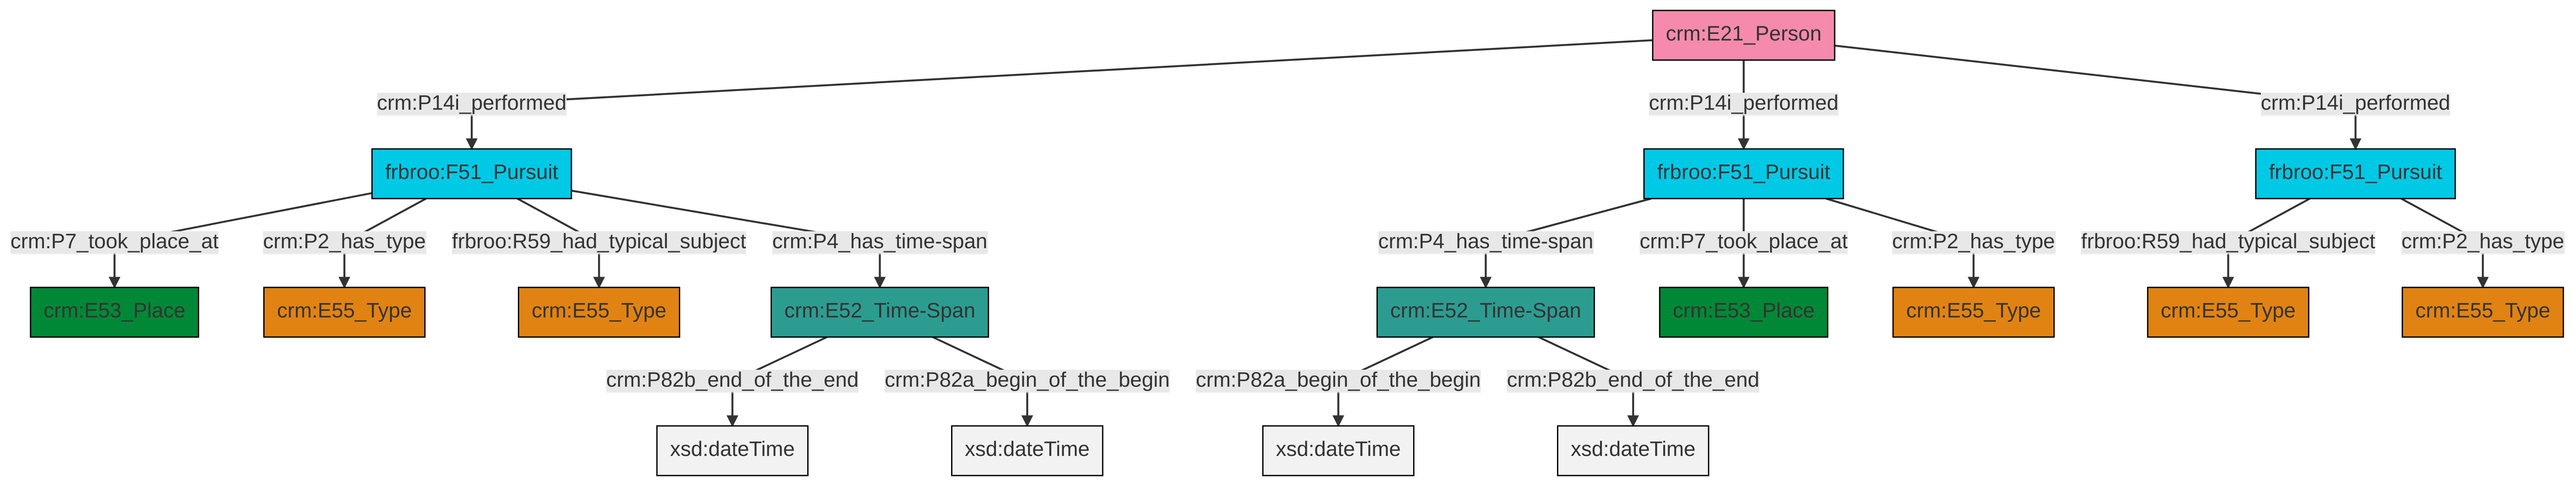 crm:E21_Person
crm:P14i_performed
crm:P14i_performed
crm:P14i_performed
frbroo:F51_Pursuit
frbroo:F51_Pursuit
frbroo:F51_Pursuit
crm:P7_took_place_at
crm:P2_has_type
frbroo:R59_had_typical_subject
crm:P4_has_time-span
crm:P4_has_time-span
crm:P7_took_place_at
crm:P2_has_type
frbroo:R59_had_typical_subject
crm:P2_has_type
crm:E53_Place
crm:E55_Type
crm:E55_Type
crm:E52_Time-Span
crm:E52_Time-Span
crm:E53_Place
crm:E55_Type
crm:E55_Type
crm:E55_Type
crm:P82b_end_of_the_end
crm:P82a_begin_of_the_begin
crm:P82a_begin_of_the_begin
crm:P82b_end_of_the_end
xsd:dateTime
xsd:dateTime
xsd:dateTime
xsd:dateTime